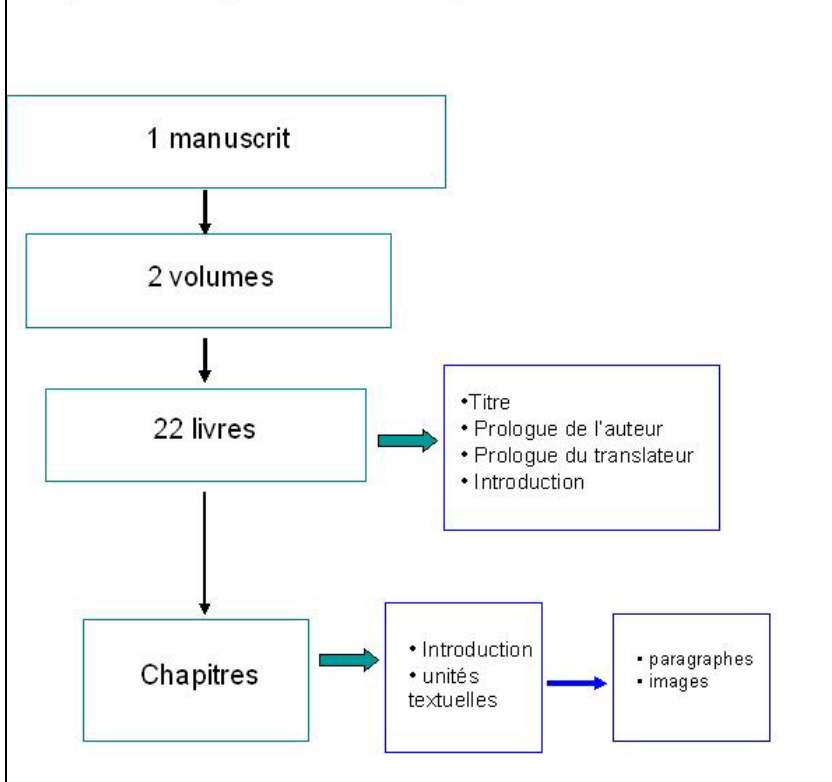 1 manuscrit
2 volumes
22 livres
•Titre
• Prologue de l'auteur
• Prologue du translateur
• Introduction
Chapitres
• Introduction
• unités
textuelles
• paragraphes
• images